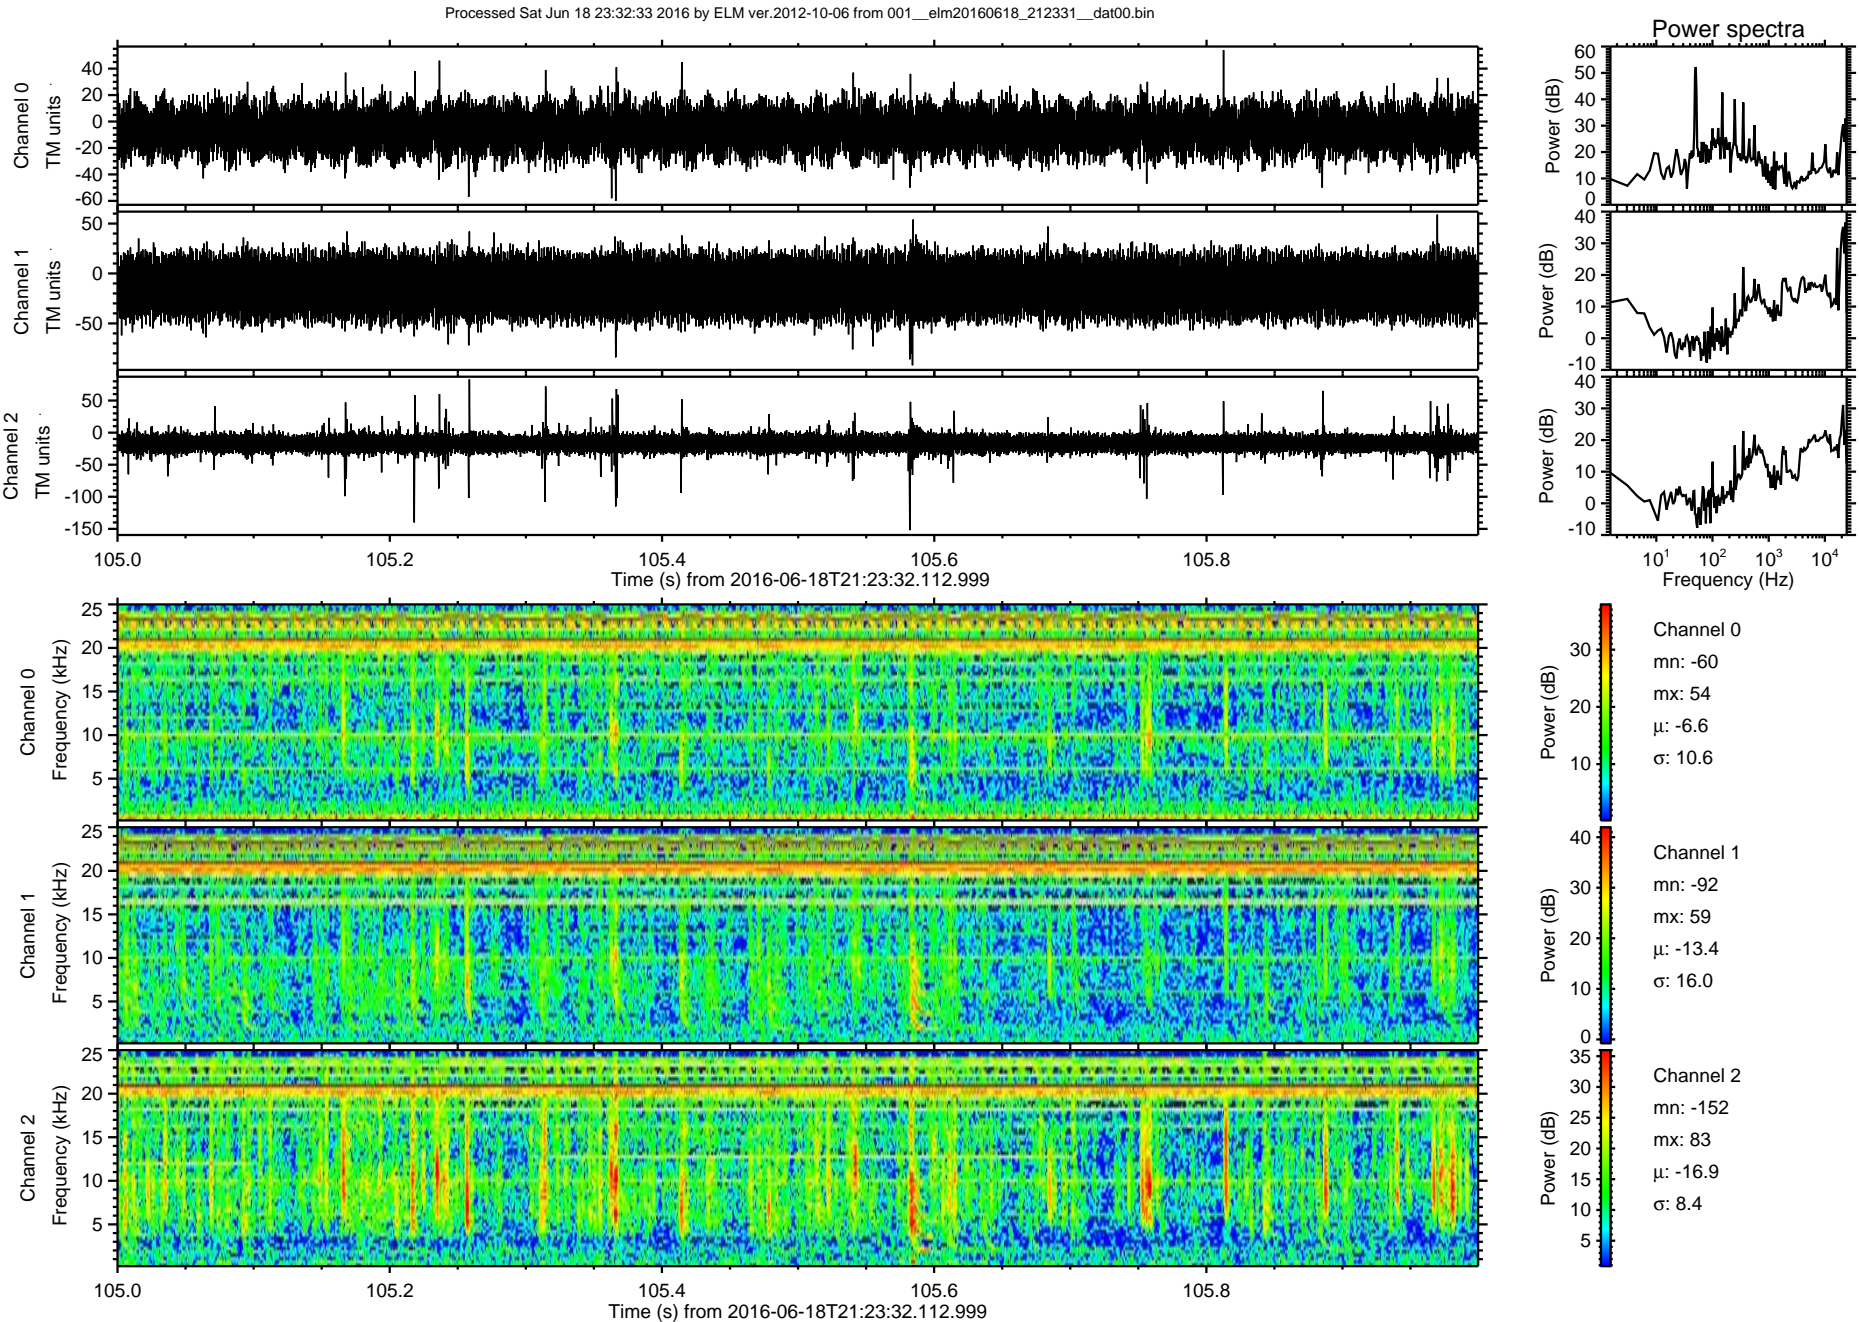 Processed Sat Jun 18 23:32:33 2016 by ELM ver.2012-10-06 from 001__elm20160618_212331__dat00.bin
Power spectra
Channel 0
TM units
40
20
0
-20
-40
-60
Power (dB)
60
50
40
30
20
10
0
Channel 1
TM units
50
0
-50
Power (dB)
40
30
20
10
0
-10
Channel 2
TM units
50
0
-50
-100
-150
Power (dB)
40
30
20
10
0
-10
105.0 105.2 105.4 105.6 105.8
Time (s) from 2016-06-18T21:23:32.112.999
10^1 10^2 10^3 10^4
Frequency (Hz)
Channel 0
Frequency (kHz)
25
20
15
10
5
Power (dB)
30
20
10
Channel 0
mn: -60
mx: 54
μ: -6.6
σ: 10.6
Channel 1
Frequency (kHz)
25
20
15
10
5
Power (dB)
40
30
20
10
0
Channel 1
mn: -92
mx: 59
μ: -13.4
σ: 16.0
Channel 2
Frequency (kHz)
25
20
15
10
5
Power (dB)
35
30
25
20
15
10
5
Channel 2
mn: -152
mx: 83
μ: -16.9
σ: 8.4
105.0 105.2 105.4 105.6 105.8
Time (s) from 2016-06-18T21:23:32.112.999